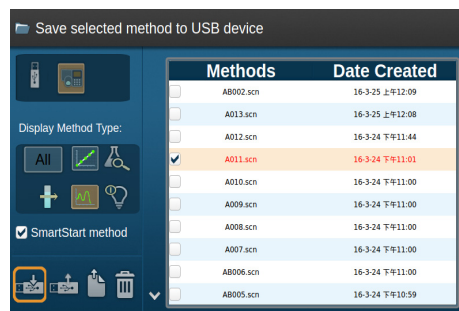 Save selected method to USB device
Methods Date Created
AB002.scn 16-3-25 上午12:09
A013.scn 16-3-25 上午12:08
A012.scn 16-3-24 下午11:44
A011.scn 16-3-24 下午11:01
A010.scn 16-3-24 下午11:00
A009.scn 16-3-24 下午11:00
A008.scn 16-3-24 下午11:00
A007.scn 16-3-24 下午11:00
AB006.scn 16-3-24 下午11:00
AB005.scn 16-3-24 下午10:59
Display Method Type:
All
SmartStart method